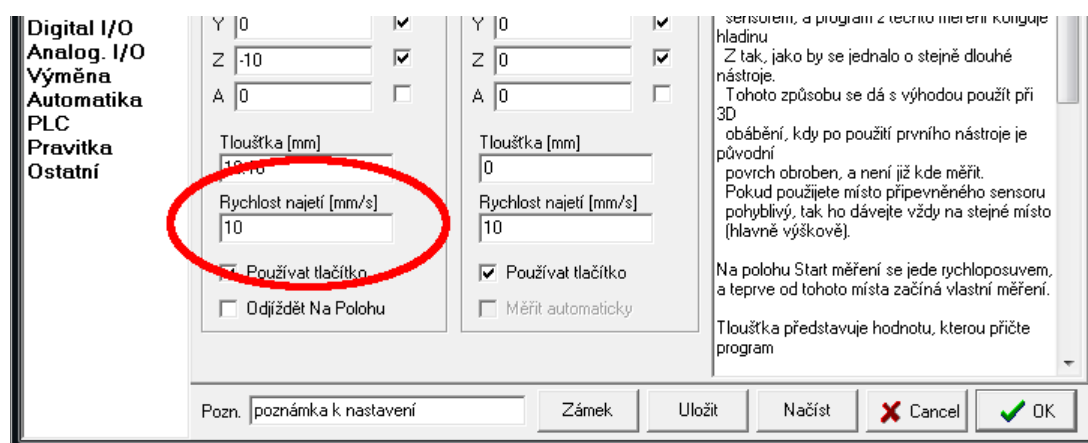 Digital I/O
Analog. I/O
Výměna
Automatika
PLC
Pravitka
Ostatní
Y 0
Z -10
A 0
Tloušťka [mm]
Rychlost najetí [mm/s]
10
Používat tlačítko
Odjíždět Na Polohu
Y 0
Z 0
A 0
Tloušťka [mm]
0
Rychlost najetí [mm/s]
10
Používat tlačítko
Měřit automaticky
sensorem, a program z těchto měření koriguje
hladinu
Z tak, jako by se jednalo o stejně dlouhé
nástroje.
Tohoto způsobu se dá s výhodou použít při
3D
obábění, kdy po použití prvního nástroje je
původní
povrch obroben, a není již kde měřit.
Pokud použijete místo připevněného sensoru
pohyblivý, tak ho dávejte vždy na stejné místo
(hlavně výškově).
Na polohu Start měření se jede rychloposuvem,
a teprve od tohoto místa začíná vlastní měření.
Tloušťka představuje hodnotu, kterou přičte
program
Pozn. poznámka k nastavení
Zámek
Uložit
Načíst
Cancel
OK